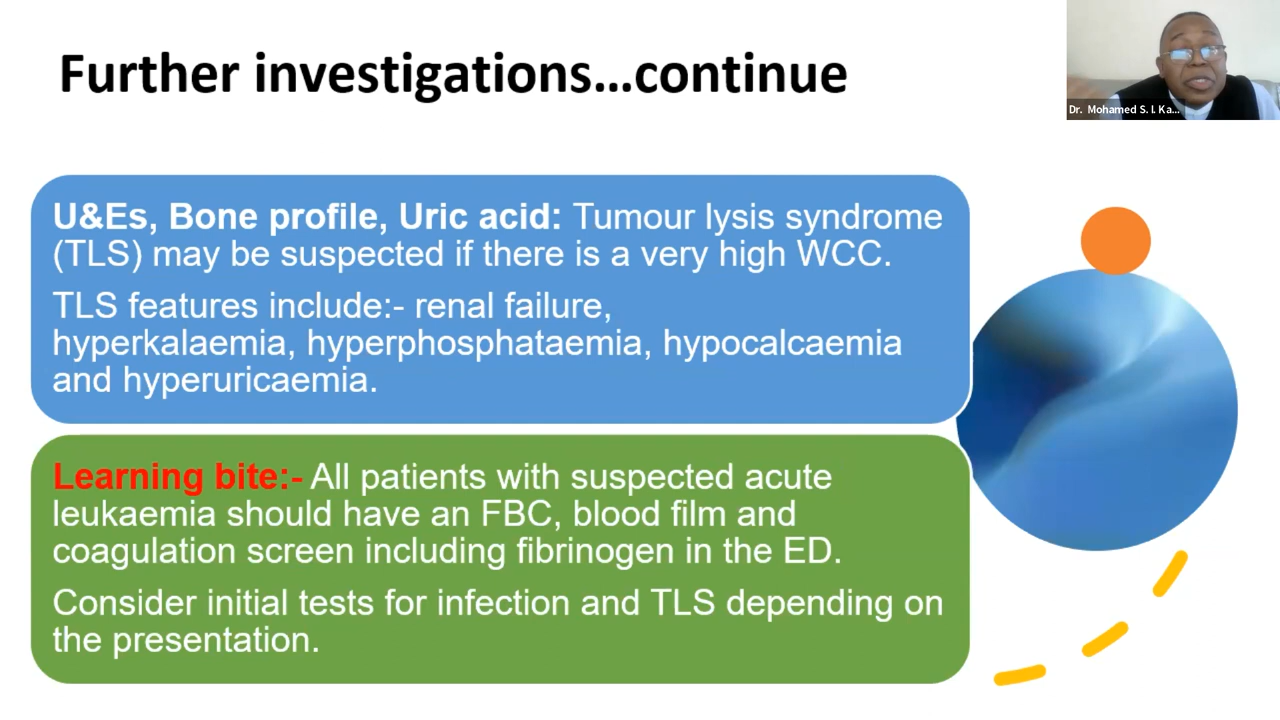 Further investigations...continue
Dr. Mohamed S. I. Ka...
U&Es, Bone profile, Uric acid: Tumour lysis syndrome
(TLS) may be suspected if there is a very high WCC.
TLS features include:- renal failure,
hyperkalaemia, hyperphosphataemia, hypocalcaemia
and hyperuricaemia.
Learning bite:- All patients with suspected acute
leukaemia should have an FBC, blood film and
coagulation screen including fibrinogen in the ED.
Consider initial tests for infection and TLS depending on
the presentation.